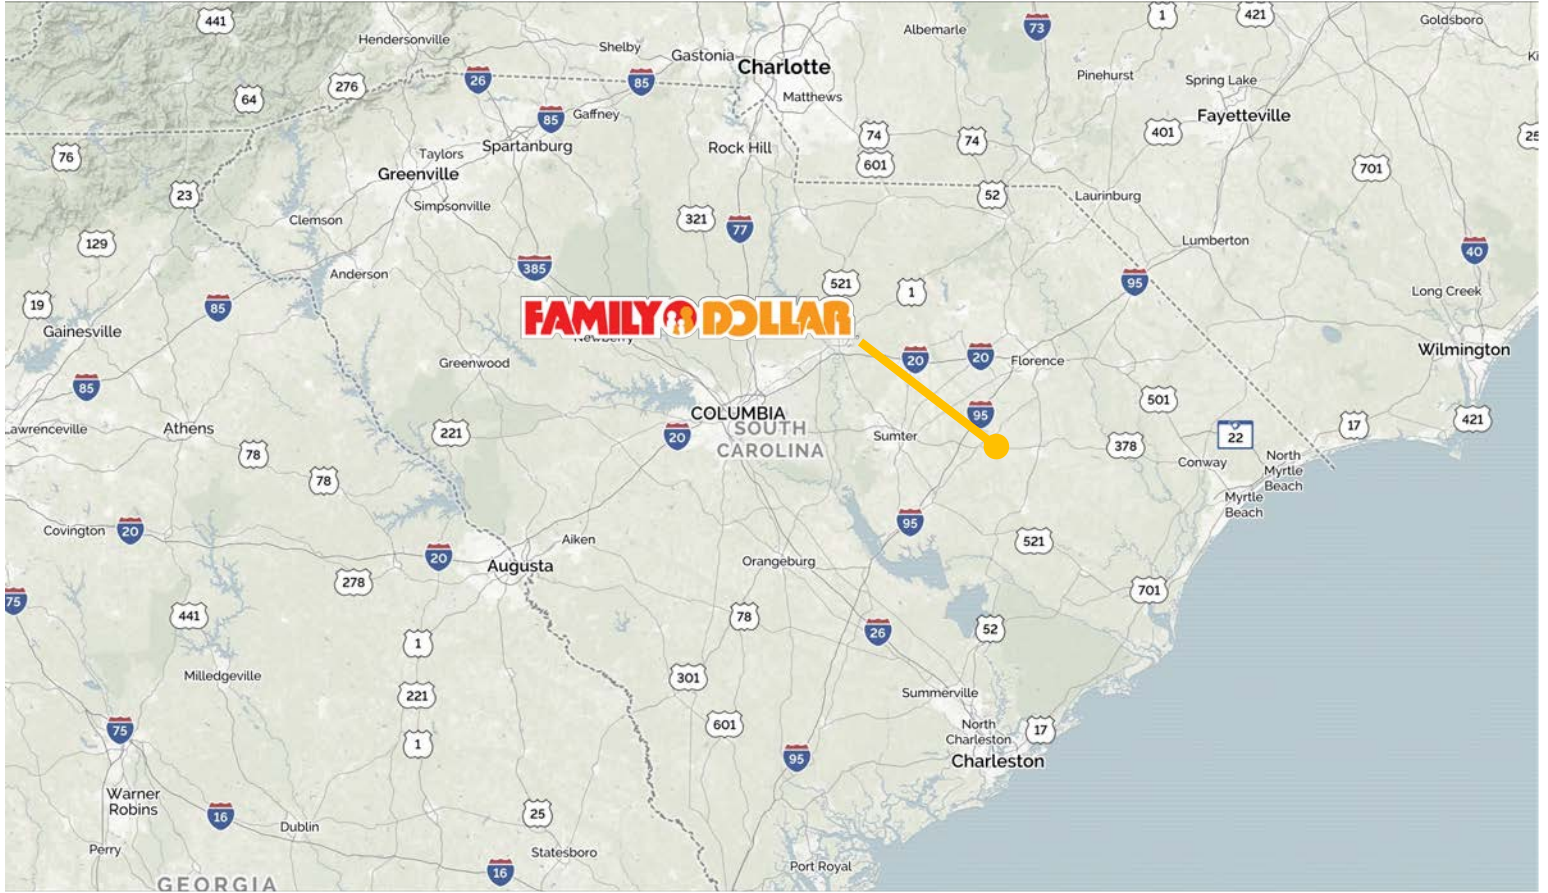 441
1
421
Goldsboro
73
Albemarle
Hendersonville
Shelby
Gastonia
Charlotte
26
85
276
64
Pinehurst
Spring Lake
Matthews
Fayetteville
85
Gaffney
74
74
401
76
Taylors
Spartanburg
Rock Hill
601
701
Greenville
23
Simpsonville
52
Laurinburg
Clemson
321
77
129
Lumberton
40
385
Anderson
521
1
95
19
85
Long Creek
Gainesville
FAMILY DOLLAR
Newberry
Greenwood
20
20
Florence
Wilmington
85
501
COLUMBIA
95
Lawrenceville
Athens
221
20
SOUTH
CAROLINA
Sumter
378
22
17
421
78
Conway
North
Myrtle
Beach
78
Myrtle
Beach
Covington
20
95
Aiken
521
20
Augusta
Orangeburg
278
701
75
441
78
26
52
1
Milledgeville
301
221
Summerville
601
North
Charleston
17
75
1
95
Charleston
Warner
Robins
16
25
Dublin
Perry
Statesboro
16
Port Royal
GEORGIA